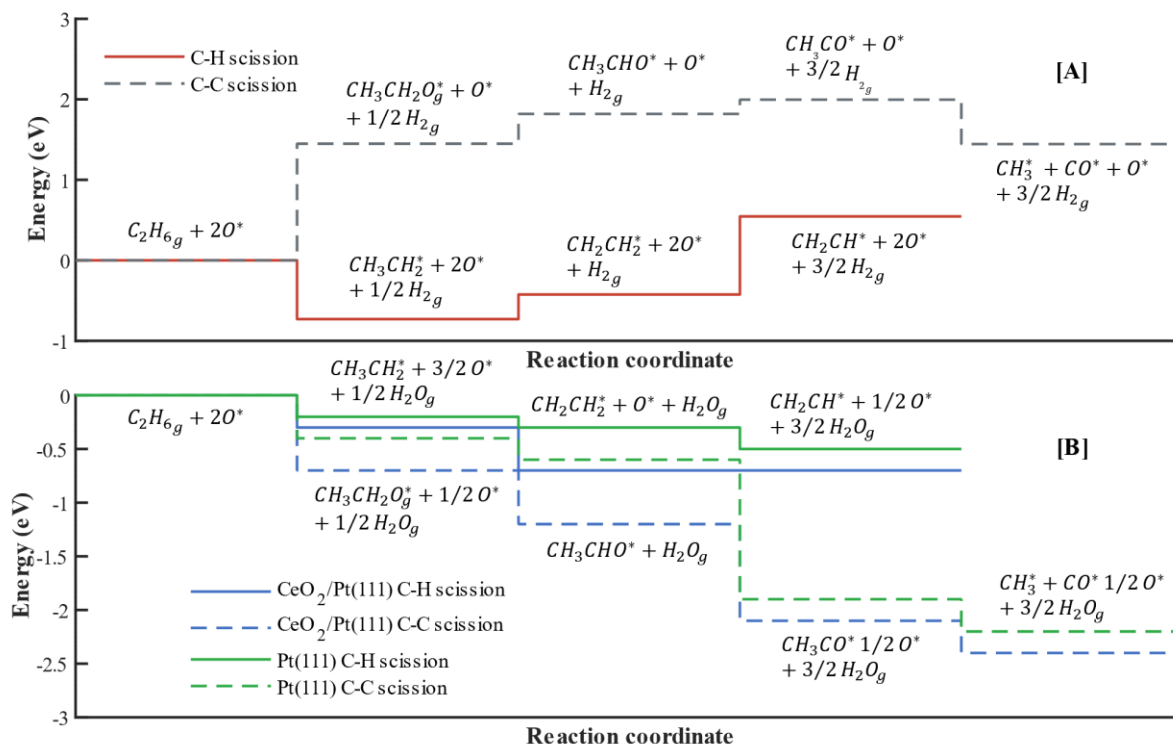 3
C-H scission
C-C scission
CH₃CH₂O*g + O*
+ 1/2 H₂g
CH₃CHO* + O*
+ H₂g
CH₃CO* + O*
+ 3/2 H₂g
[A]
2
1
0
-1
Energy (eV)
C₂H₆g + 2O*
CH₃CH₂* + 2O*
+ 1/2 H₂g
CH₂CH₂* + 2O*
+ H₂g
CH₂CH* + 2O*
+ 3/2 H₂g
CH₃* + CO* + O*
+ 3/2 H₂g
Reaction coordinate
0
-0.5
-1
-1.5
-2
-2.5
-3
Energy (eV)
C₂H₆g + 2O*
CH₃CH₂* + 3/2 O*
+ 1/2 H₂Og
CH₂CH₂* + O* + H₂Og
CH₂CH* + 1/2 O*
+ 3/2 H₂Og
[B]
CH₃CH₂O*g + 1/2 O*
+ 1/2 H₂Og
CH₃CHO* + H₂Og
CH₃CO* 1/2 O*
+ 3/2 H₂Og
CH₃* + CO* 1/2 O*
+ 3/2 H₂Og
CeO₂/Pt(111) C-H scission
CeO₂/Pt(111) C-C scission
Pt(111) C-H scission
Pt(111) C-C scission
Reaction coordinate